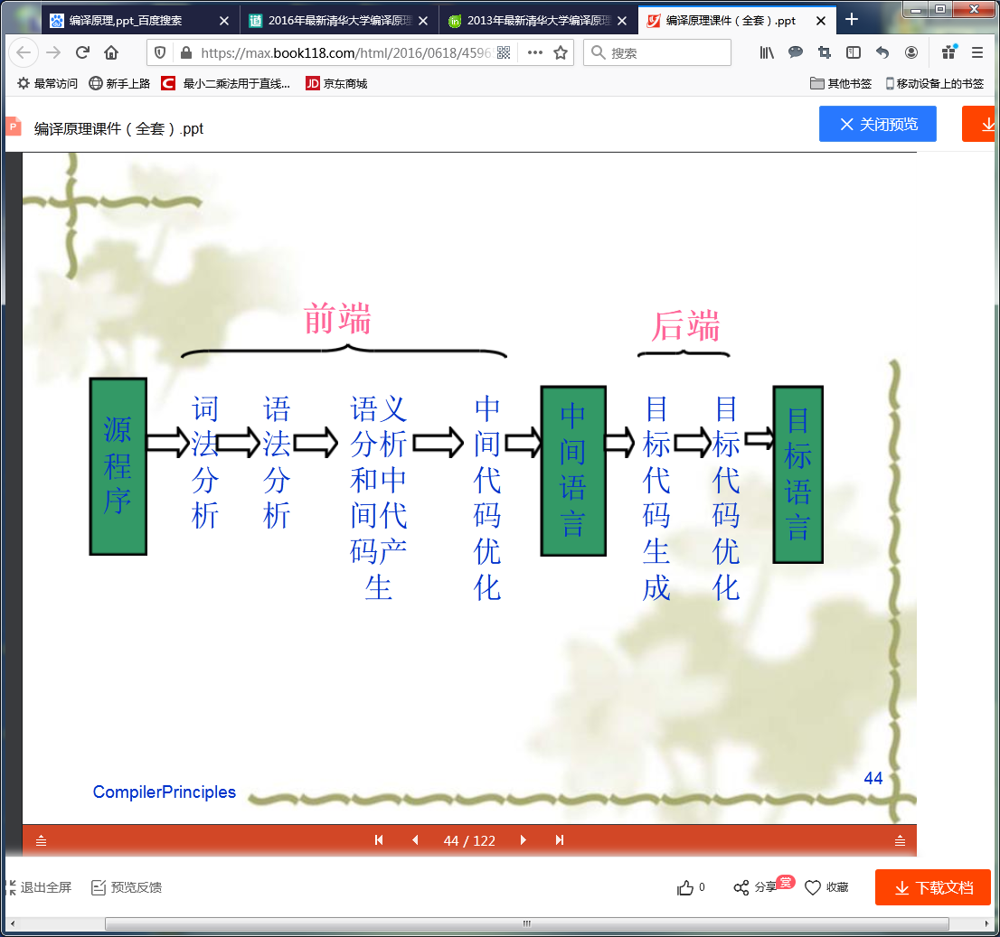 编译原理.ppt_百度搜索
2016年最新清华大学编译原理
2013年最新清华大学编译原理
编译原理课件（全套）.ppt
https://max.book118.com/html/2016/0618/4596
搜索
最常访问
新手上路
最小二乘法用于直线...
JD 京东商城
其他书签
移动设备上的书签
编译原理课件（全套）.ppt
关闭预览
前端
后端
源程序
词法分析
语法分析
语义分析和中间代码产生
中间代码优化
中间语言
目标代码生成
目标代码优化
目标语言
CompilerPrinciples
44
44 / 122
退出全屏
预览反馈
0
分享
赏
收藏
下载文档